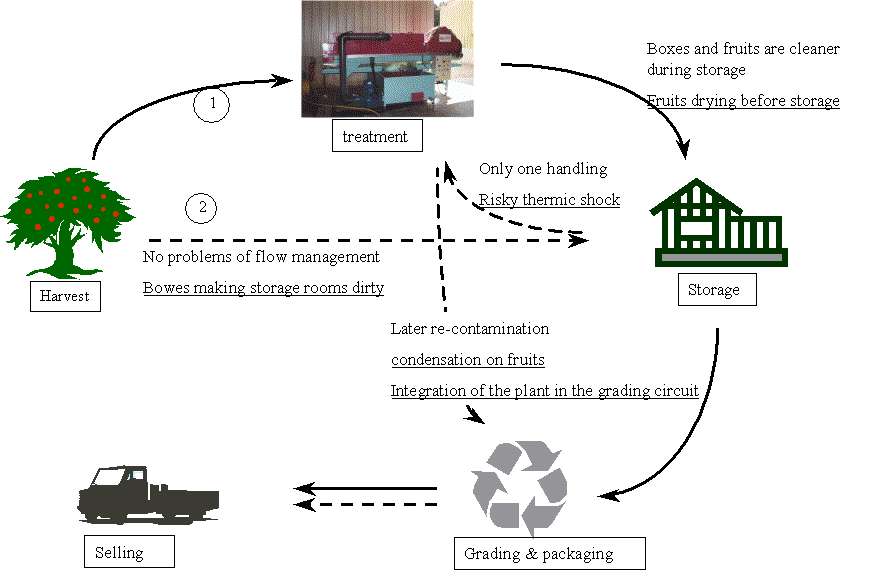 Boxes and fruits are cleaner
during storage
Fruits drying before storage
1
treatment
Only one handling
Risky thermic shock
2
No problems of flow management
Bowes making storage rooms dirty
Harvest
Storage
Later re-contamination
condensation on fruits
Integration of the plant in the grading circuit
Selling
Grading & packaging